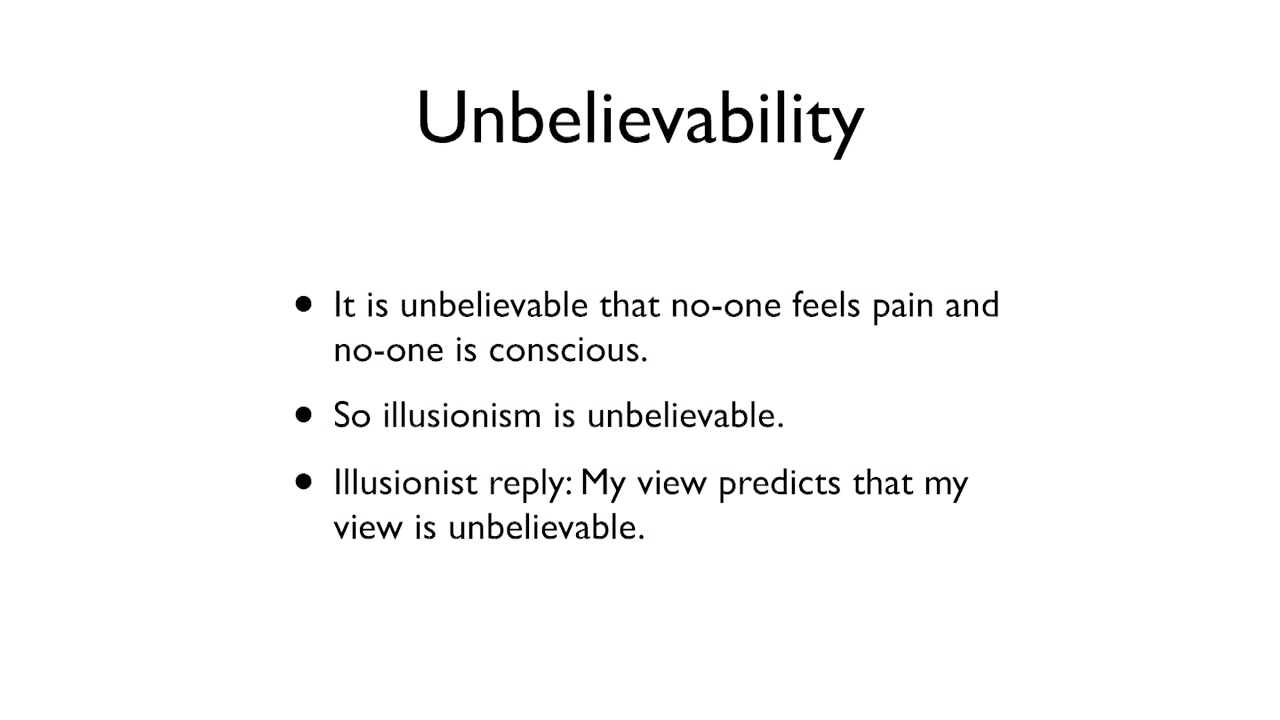 Unbelievability
• It is unbelievable that no-one feels pain and
no-one is conscious.
• So illusionism is unbelievable.
• Illusionist reply: My view predicts that my
view is unbelievable.